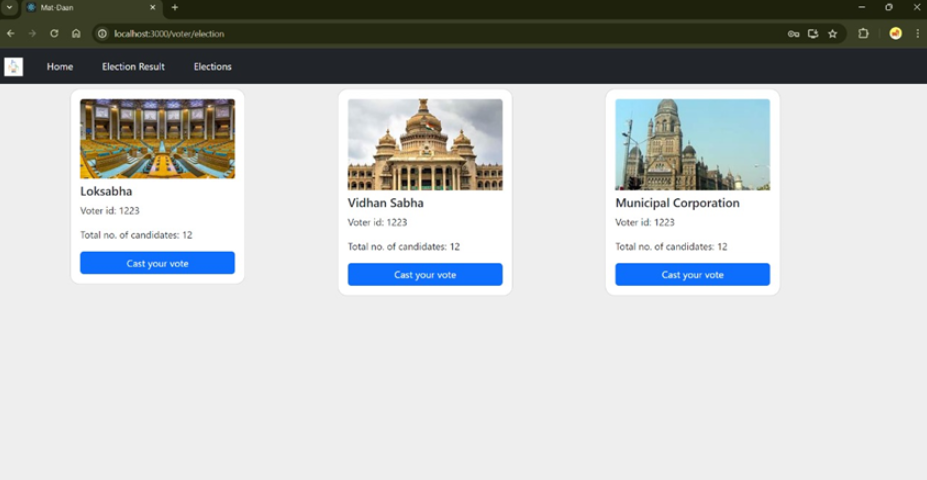 Mat-Daan
localhost:3000/voter/election
Home Election Result Elections
Loksabha
Voter id: 1223
Total no. of candidates: 12
Cast your vote
Vidhan Sabha
Voter id: 1223
Total no. of candidates: 12
Cast your vote
Municipal Corporation
Voter id: 1223
Total no. of candidates: 12
Cast your vote